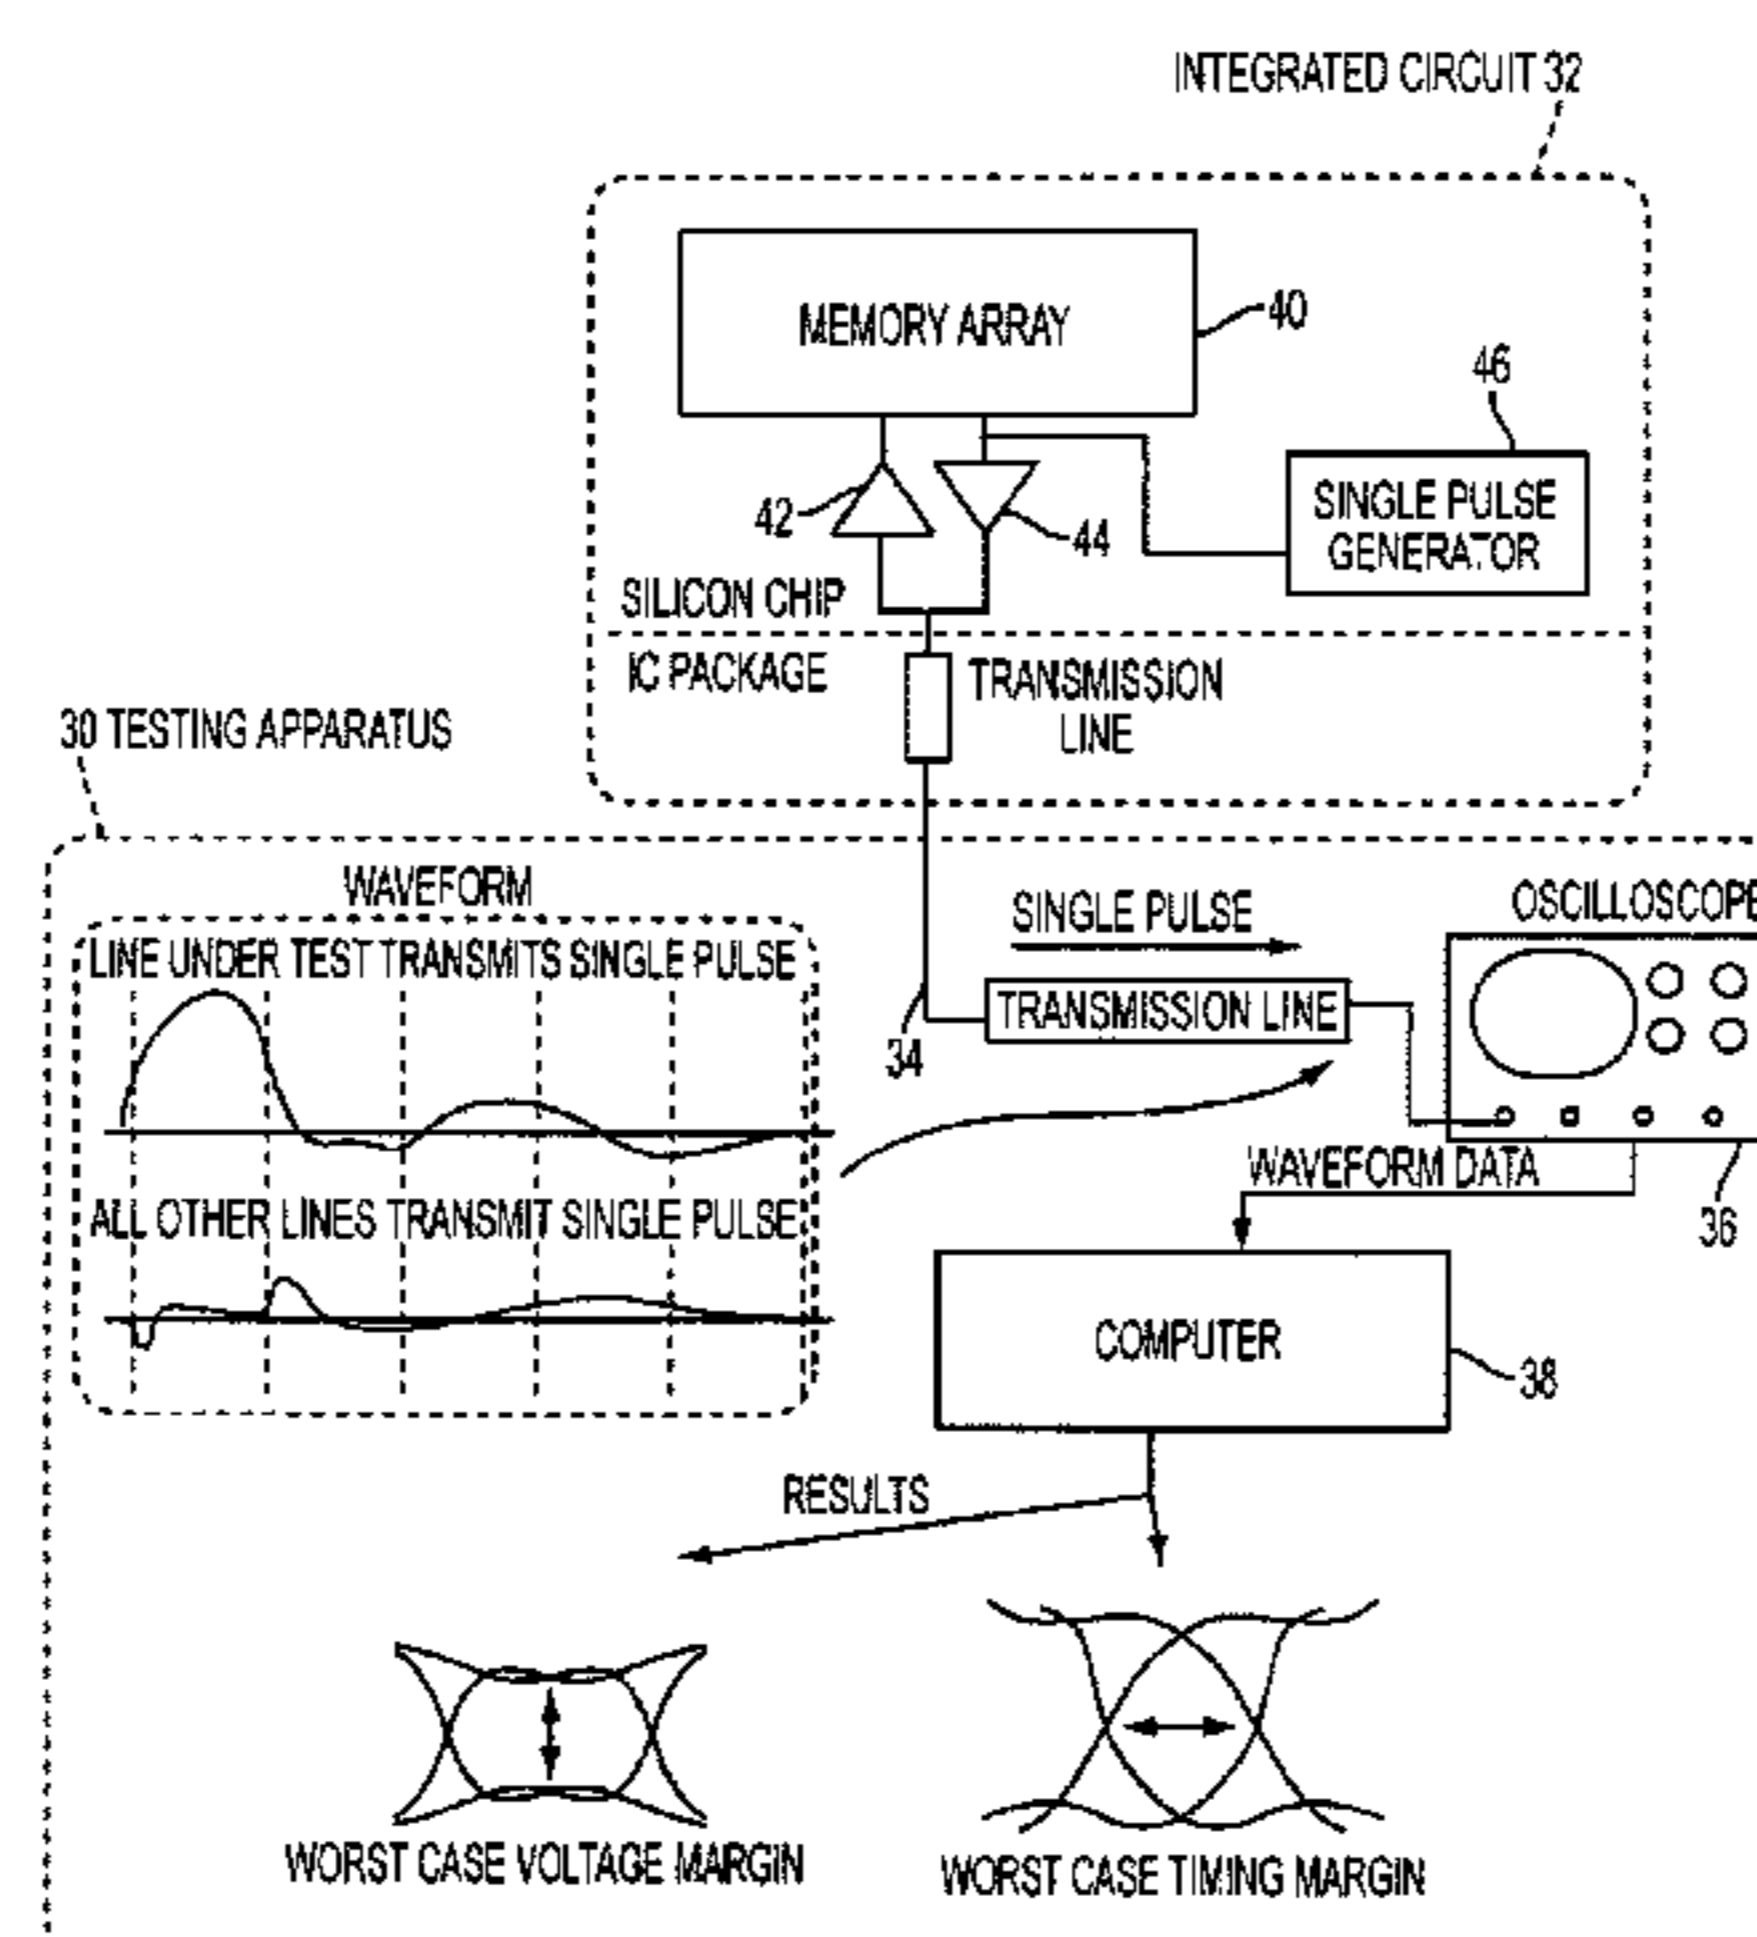 INTEGRATED CIRCUIT 32
MEMORY ARRAY
40
46
SINGLE PULSE
GENERATOR
42
44
SILICON CHIP
IC PACKAGE
TRANSMISSION
LINE
30 TESTING APPARATUS
WAVEFORM
LINE UNDER TEST TRANSMITS SINGLE PULSE
ALL OTHER LINES TRANSMIT SINGLE PULSE
SINGLE PULSE
OSCILLOSCOPE
TRANSMISSION LINE
34
WAVEFORM DATA
36
COMPUTER
38
RESULTS
WORST CASE VOLTAGE MARGIN
WORST CASE TIMING MARGIN